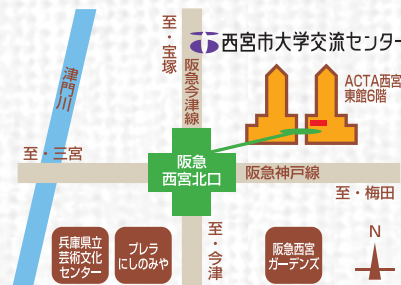 至・宝塚
西宮市大学交流センター
津門川
阪急今津線
ACTA西宮
東館6階
至・三宮
阪急
西宮北口
阪急神戸線
至・梅田
兵庫県立
芸術文化
センター
プレラ
にしのみや
至・今津
阪急西宮
ガーデンズ
N